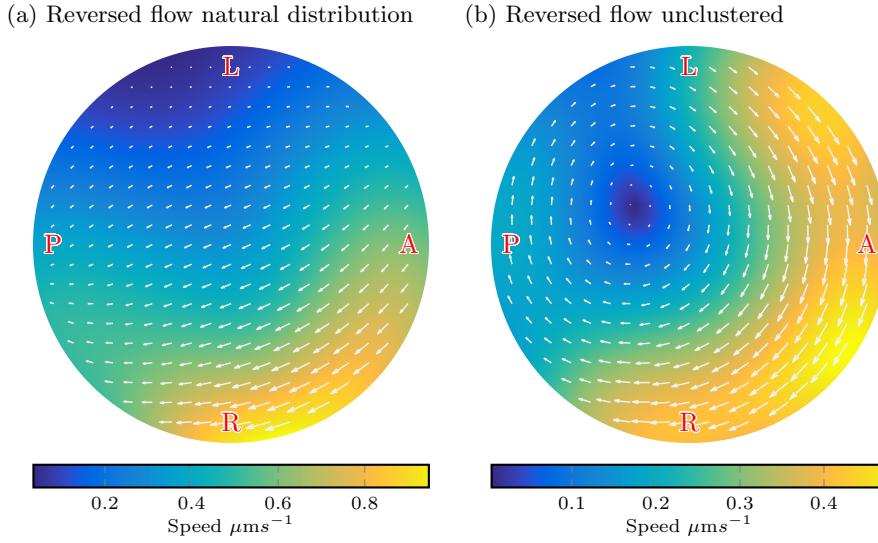 (a) Reversed flow natural distribution
L
P
A
R
0.2 0.4 0.6 0.8
Speed μms⁻¹
(b) Reversed flow unclustered
L
P
A
R
0.1 0.2 0.3 0.4
Speed μms⁻¹